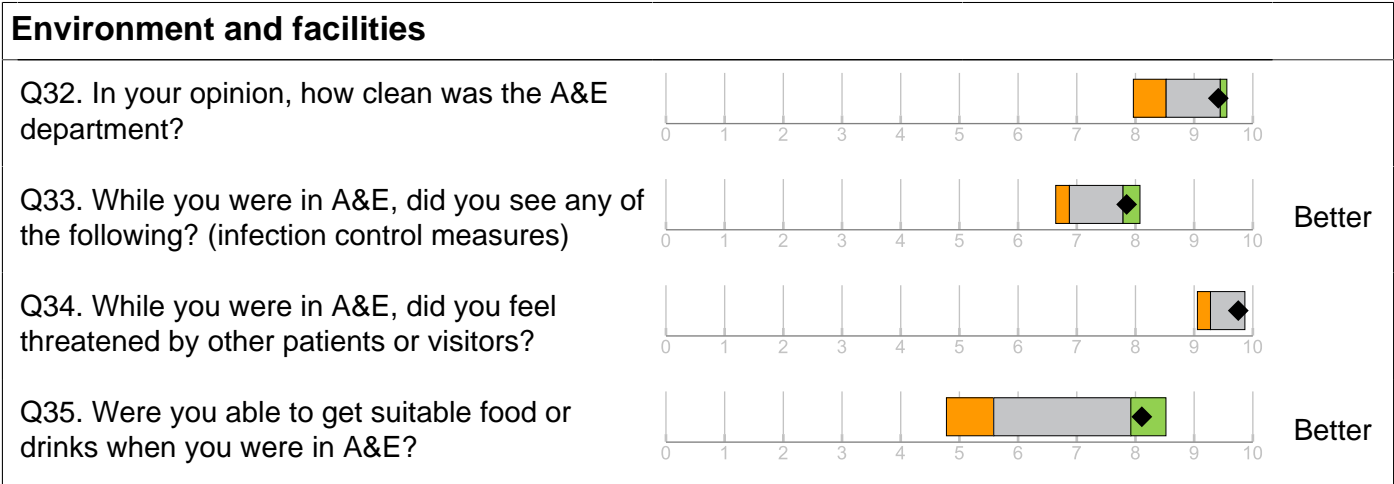 Environment and facilities
Q32. In your opinion, how clean was the A&E
department?
0 1 2 3 4 5 6 7 8 9 10
Q33. While you were in A&E, did you see any of
the following? (infection control measures)
Better
0 1 2 3 4 5 6 7 8 9 10
Q34. While you were in A&E, did you feel
threatened by other patients or visitors?
0 1 2 3 4 5 6 7 8 9 10
Q35. Were you able to get suitable food or
drinks when you were in A&E?
Better
0 1 2 3 4 5 6 7 8 9 10